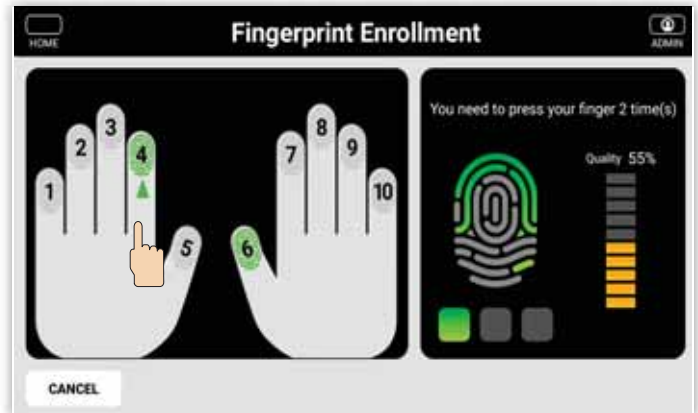 HOME
Fingerprint Enrollment
ADMIN
1
2
3
4
5
6
7
8
9
10
You need to press your finger 2 time(s)
Quality 55%
CANCEL